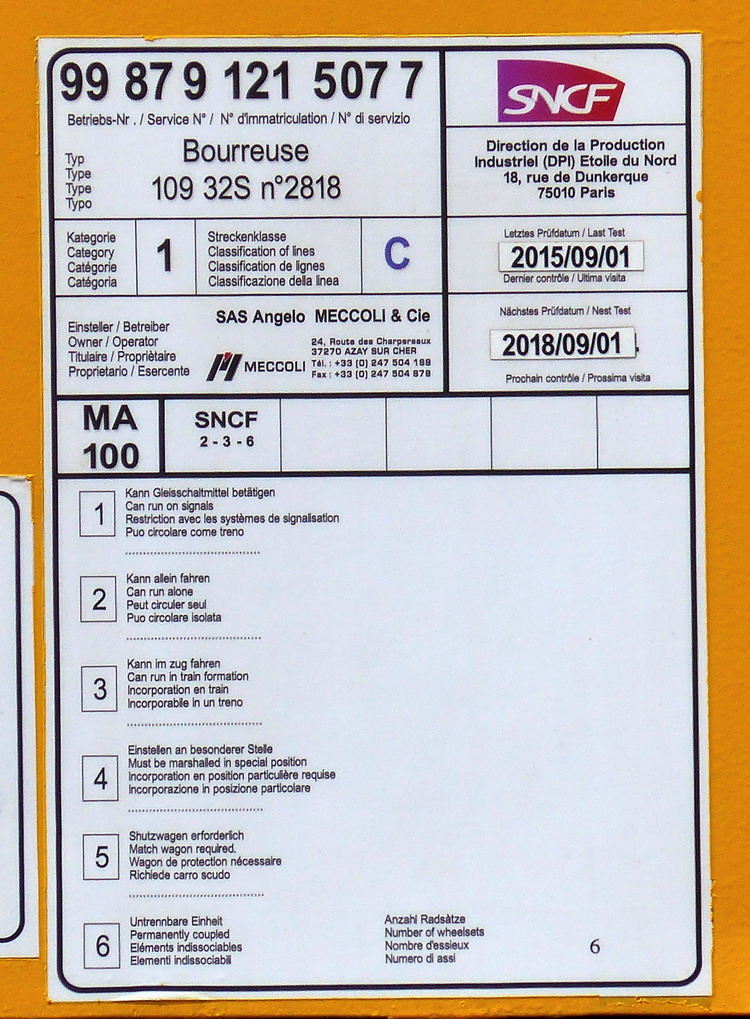 99 87 9 121 507 7
Betriebs-Nr . / Service N° / N° d'immatriculation / N° di servizio
Typ
Type
Type
Typo
Bourreuse
109 32S n°2818
SNCF
Direction de la Production
Industriel (DPI) Etoile du Nord
18, rue de Dunkerque
75010 Paris
Kategorie
Category
Catégorie
Catégoria
1
Streckenklasse
Classification of lines
Classification de lignes
Classificazione della linea
C
Letztes Prüfdatum / Last Test
2015/09/01
Dernier contrôle / Ultima visita
Einsteller / Betreiber
Owner / Operator
Titulaire / Propriètaire
Proprietario / Esercente
SAS Angelo MECCOLI & Cie
MECCOLI
24, Route des Charpereaux
37270 AZAY SUR CHER
Tél. : +33 (0) 247 504 189
Fax : +33 (0) 247 504 878
Nächstes Prüfdatum / Nest Test
2018/09/01
Prochain contrôle / Prossima visita
MA
100
SNCF
2 - 3 - 6
1
Kann Gleisschaltmittel betätigen
Can run on signals
Restriction avec les systèmes de signalisation
Puo circolare come treno
2
Kann allein fahren
Can run alone
Peut circuler seul
Puo circolare isolata
3
Kann im zug fahren
Can run in train formation
Incorporation en train
Incorporabile in un treno
4
Einstellen an besonderer Stelle
Must be marshalled in special position
Incorporation en position particulière requise
Incorporazione in posizione particolare
5
Shutzwagen erforderlich
Match wagon required.
Wagon de protection nécessaire
Richiede carro scudo
6
Untrennbare Einheit
Permanently coupled
Eléments indissociables
Elementi indissociabili
Anzahl Radsàtze
Number of wheelsets
Nombre d'essieux
Numero di assi
6